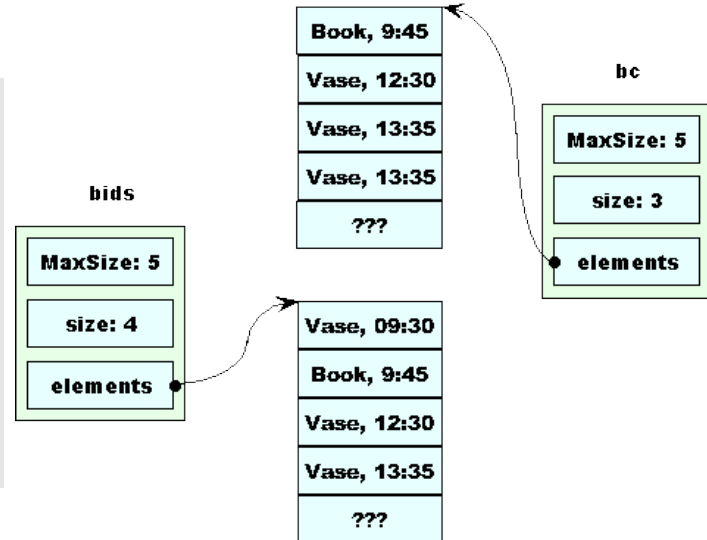 Book, 9:45
Vase, 12:30
Vase, 13:35
Vase, 13:35
???
bc
MaxSize: 5
size: 3
elements
bids
MaxSize: 5
size: 4
elements
Vase, 09:30
Book, 9:45
Vase, 12:30
Vase, 13:35
???